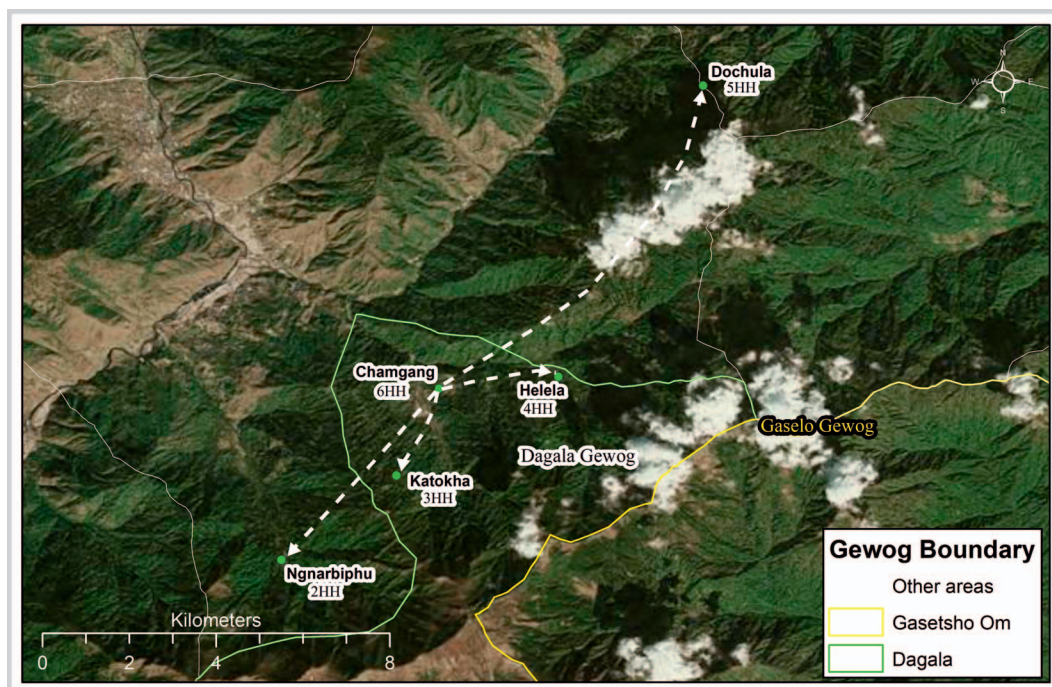 Dochula
5HH
N
W E
S
Chamgang
6HH
Helela
4HH
Gaselo Gewog
Dagala Gewog
Katokha
3HH
Ngnarbiphu
2HH
Kilometers
0 2 4 8
Gewog Boundary
Other areas
Gasetsho Om
Dagala